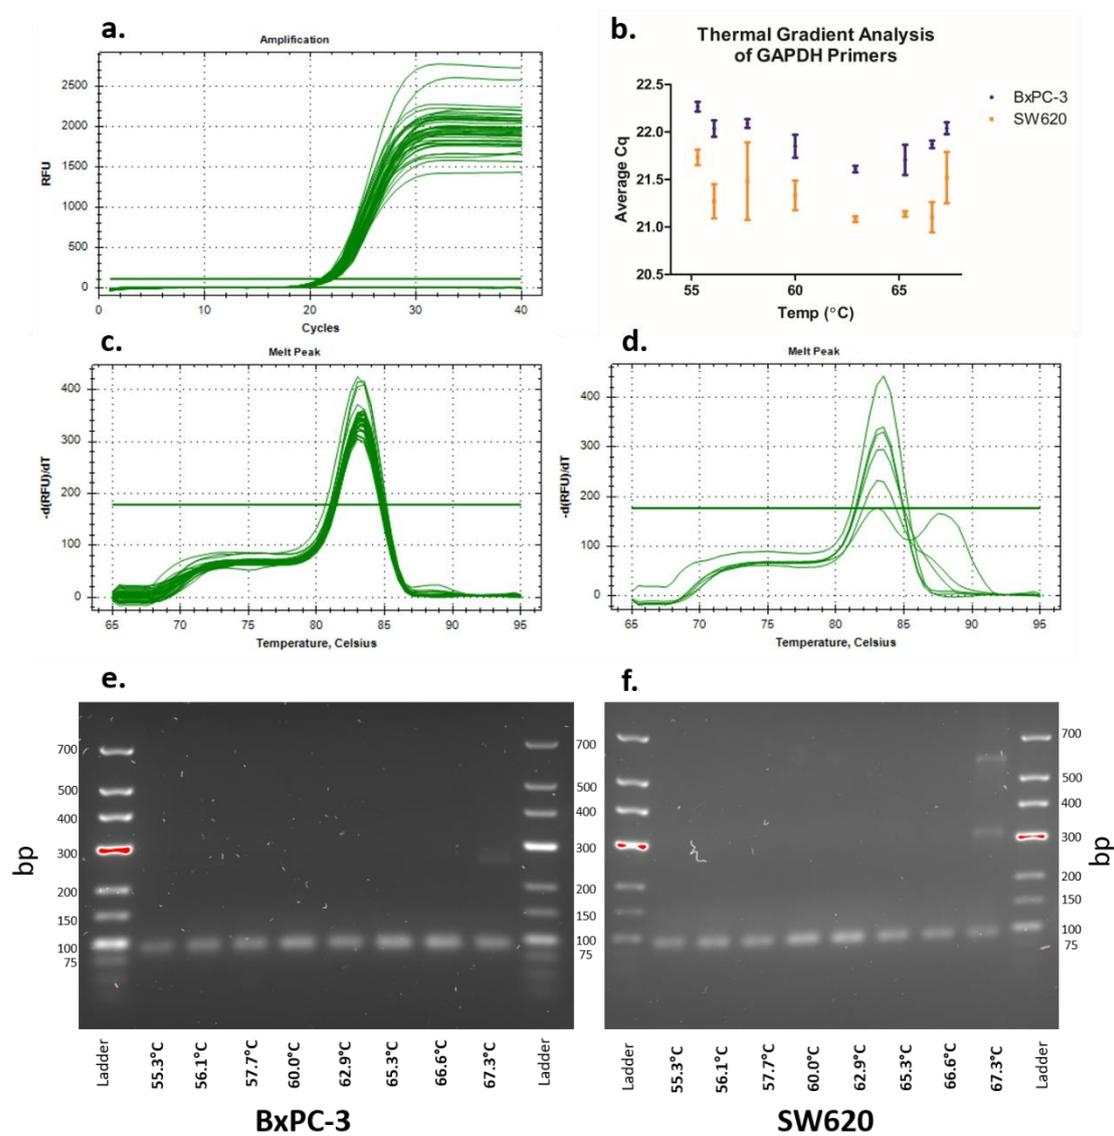 a.
Amplification
RFU
2500
2000
1500
1000
500
0
0 10 20 30 40
Cycles
b.
Thermal Gradient Analysis
of GAPDH Primers
Average Cq
22.5
22.0
21.5
21.0
20.5
55 60 65
Temp (°C)
BxPC-3
SW620
c.
Melt Peak
-d(RFU)/dT
400
300
200
100
0
65 70 75 80 85 90 95
Temperature, Celsius
d.
Melt Peak
-d(RFU)/dT
400
300
200
100
0
65 70 75 80 85 90 95
Temperature, Celsius
e.
bp
700
500
400
300
200
150
100
75
700
500
400
300
200
150
100
75
Ladder 55.3°C 56.1°C 57.7°C 60.0°C 62.9°C 65.3°C 66.6°C 67.3°C Ladder
BxPC-3
f.
700
500
400
300
200
150
100
75
bp
Ladder 55.3°C 56.1°C 57.7°C 60.0°C 62.9°C 65.3°C 66.6°C 67.3°C Ladder
SW620